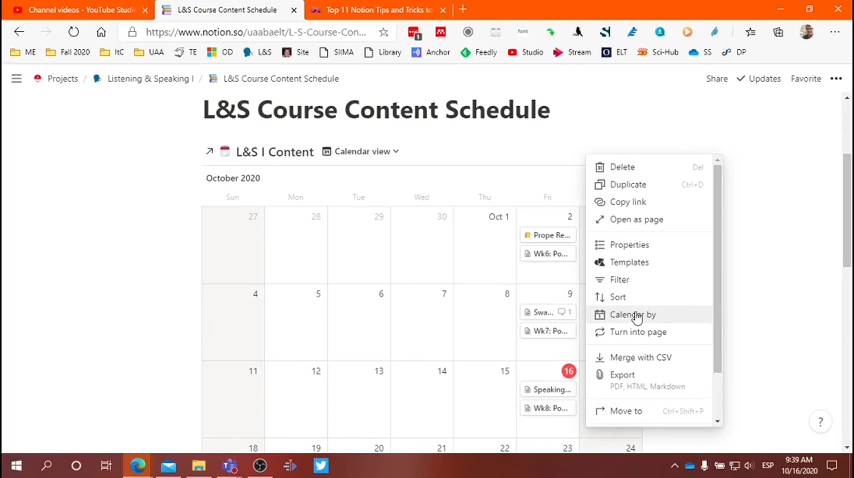 Channel videos - YouTube Studio
L&S Course Content Schedule
Top 11 Notion Tips and Tricks to
https://www.notion.so/uaabaelt/L-S-Course-Con...
ME
Fall 2020
ItC
UAA
TE
OD
L&S
Site
SIIMA
Library
Anchor
Feedly
Studio
Stream
ELT
Sci-Hub
SS
DP
Projects / Listening & Speaking I / L&S Course Content Schedule
Share Updates Favorite
L&S Course Content Schedule
L&S I Content Calendar view
October 2020
Sun Mon Tue Wed Thu Fri
27 28 29 30 Oct 1 2
Prope Re...
Wk6: Po...
4 5 6 7 8 9
Swa... 1
Wk7: Po...
11 12 13 14 15 16
Speaking...
Wk8: Po...
18 19 20 21 22 23 24
Delete Del
Duplicate Ctrl+D
Copy link
Open as page
Properties
Templates
Filter
Sort
Calendar by
Turn into page
Merge with CSV
Export
PDF, HTML, Markdown
Move to Ctrl+Shift+P
?
ESP
9:39 AM
10/16/2020